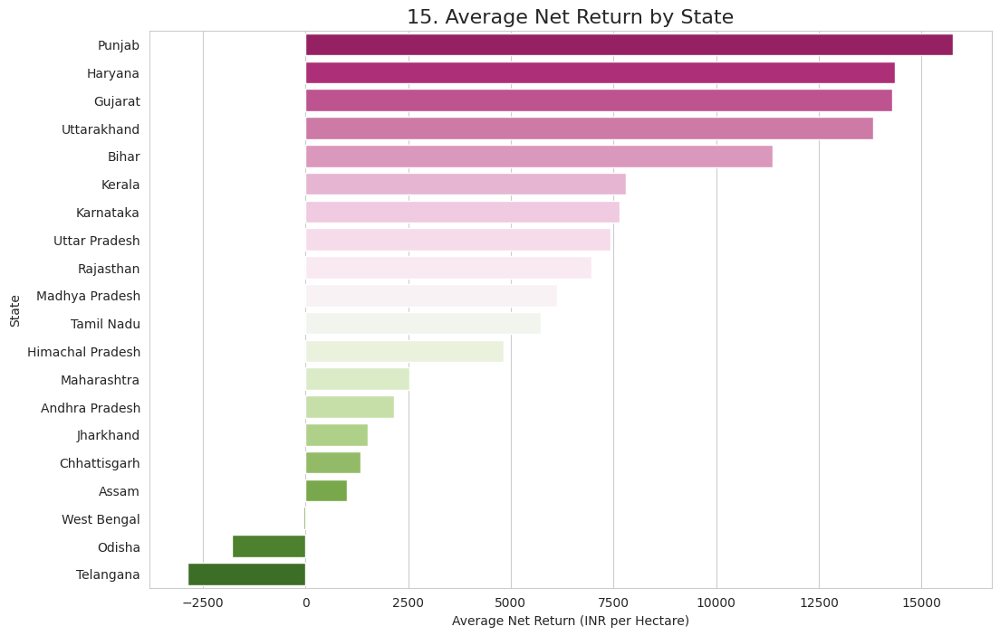 15. Average Net Return by State
State
Punjab
Haryana
Gujarat
Uttarakhand
Bihar
Kerala
Karnataka
Uttar Pradesh
Rajasthan
Madhya Pradesh
Tamil Nadu
Himachal Pradesh
Maharashtra
Andhra Pradesh
Jharkhand
Chhattisgarh
Assam
West Bengal
Odisha
Telangana
−2500 0 2500 5000 7500 10000 12500 15000
Average Net Return (INR per Hectare)